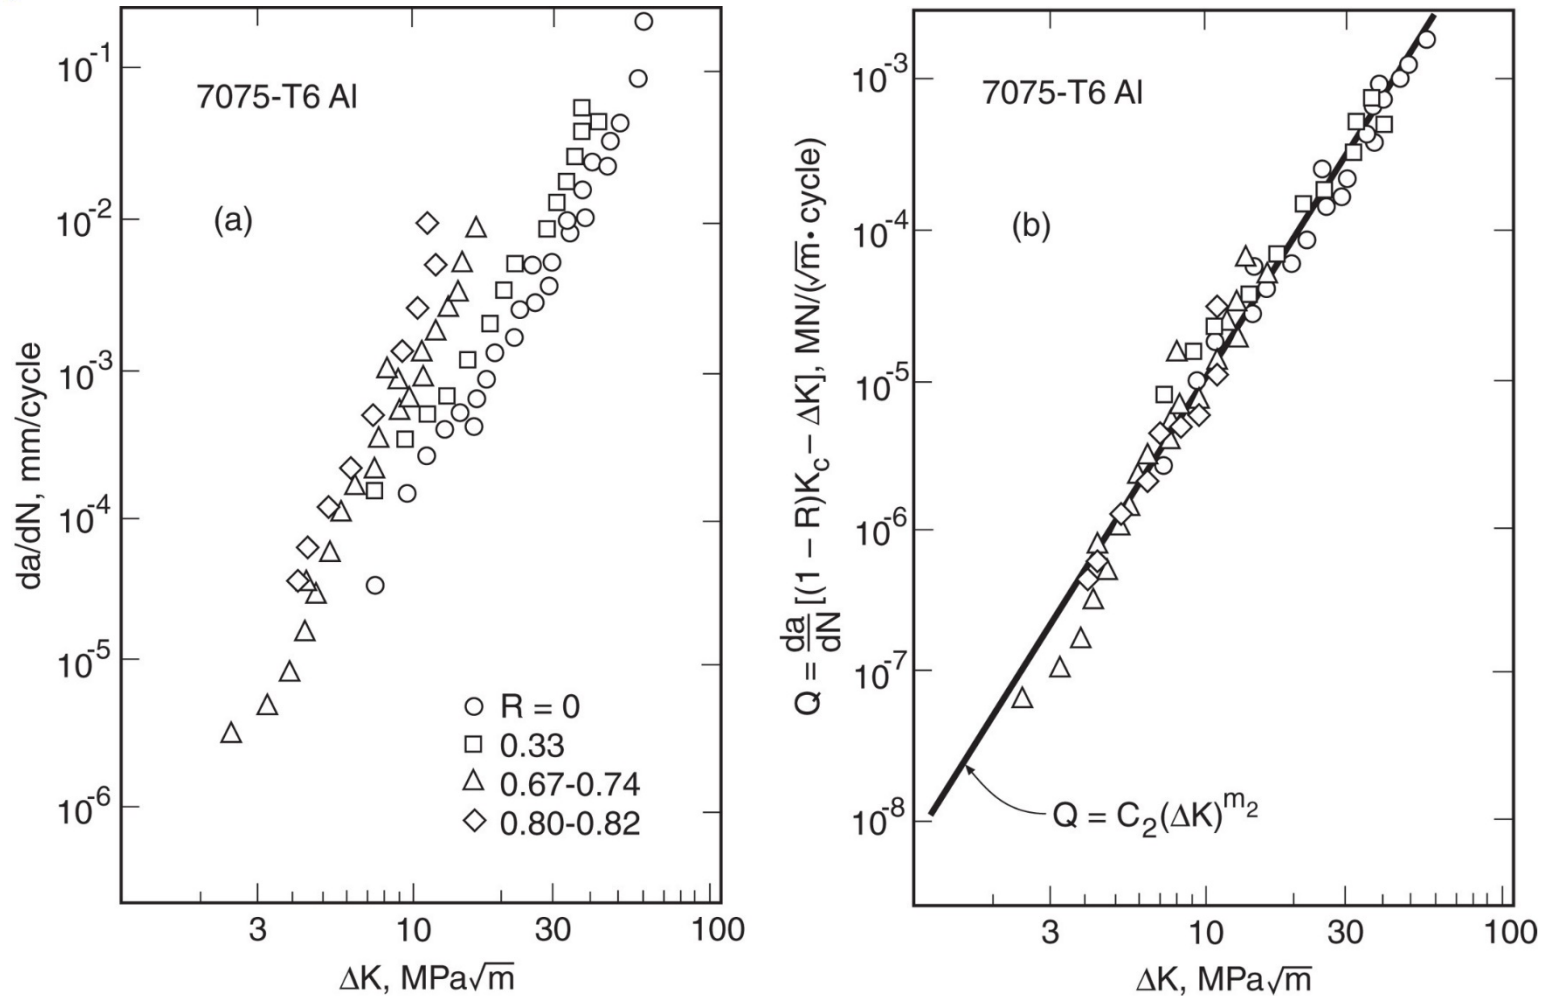 7075-T6 Al
(a)
da/dN, mm/cycle
10⁻¹
10⁻²
10⁻³
10⁻⁴
10⁻⁵
10⁻⁶
○ R = 0
□ 0.33
△ 0.67-0.74
◇ 0.80-0.82
3 10 30 100
ΔK, MPa√m
7075-T6 Al
(b)
Q = da/dN [(1 − R)K_c − ΔK], MN/(√m • cycle)
10⁻³
10⁻⁴
10⁻⁵
10⁻⁶
10⁻⁷
10⁻⁸
Q = C₂(ΔK)^m₂
3 10 30 100
ΔK, MPa√m